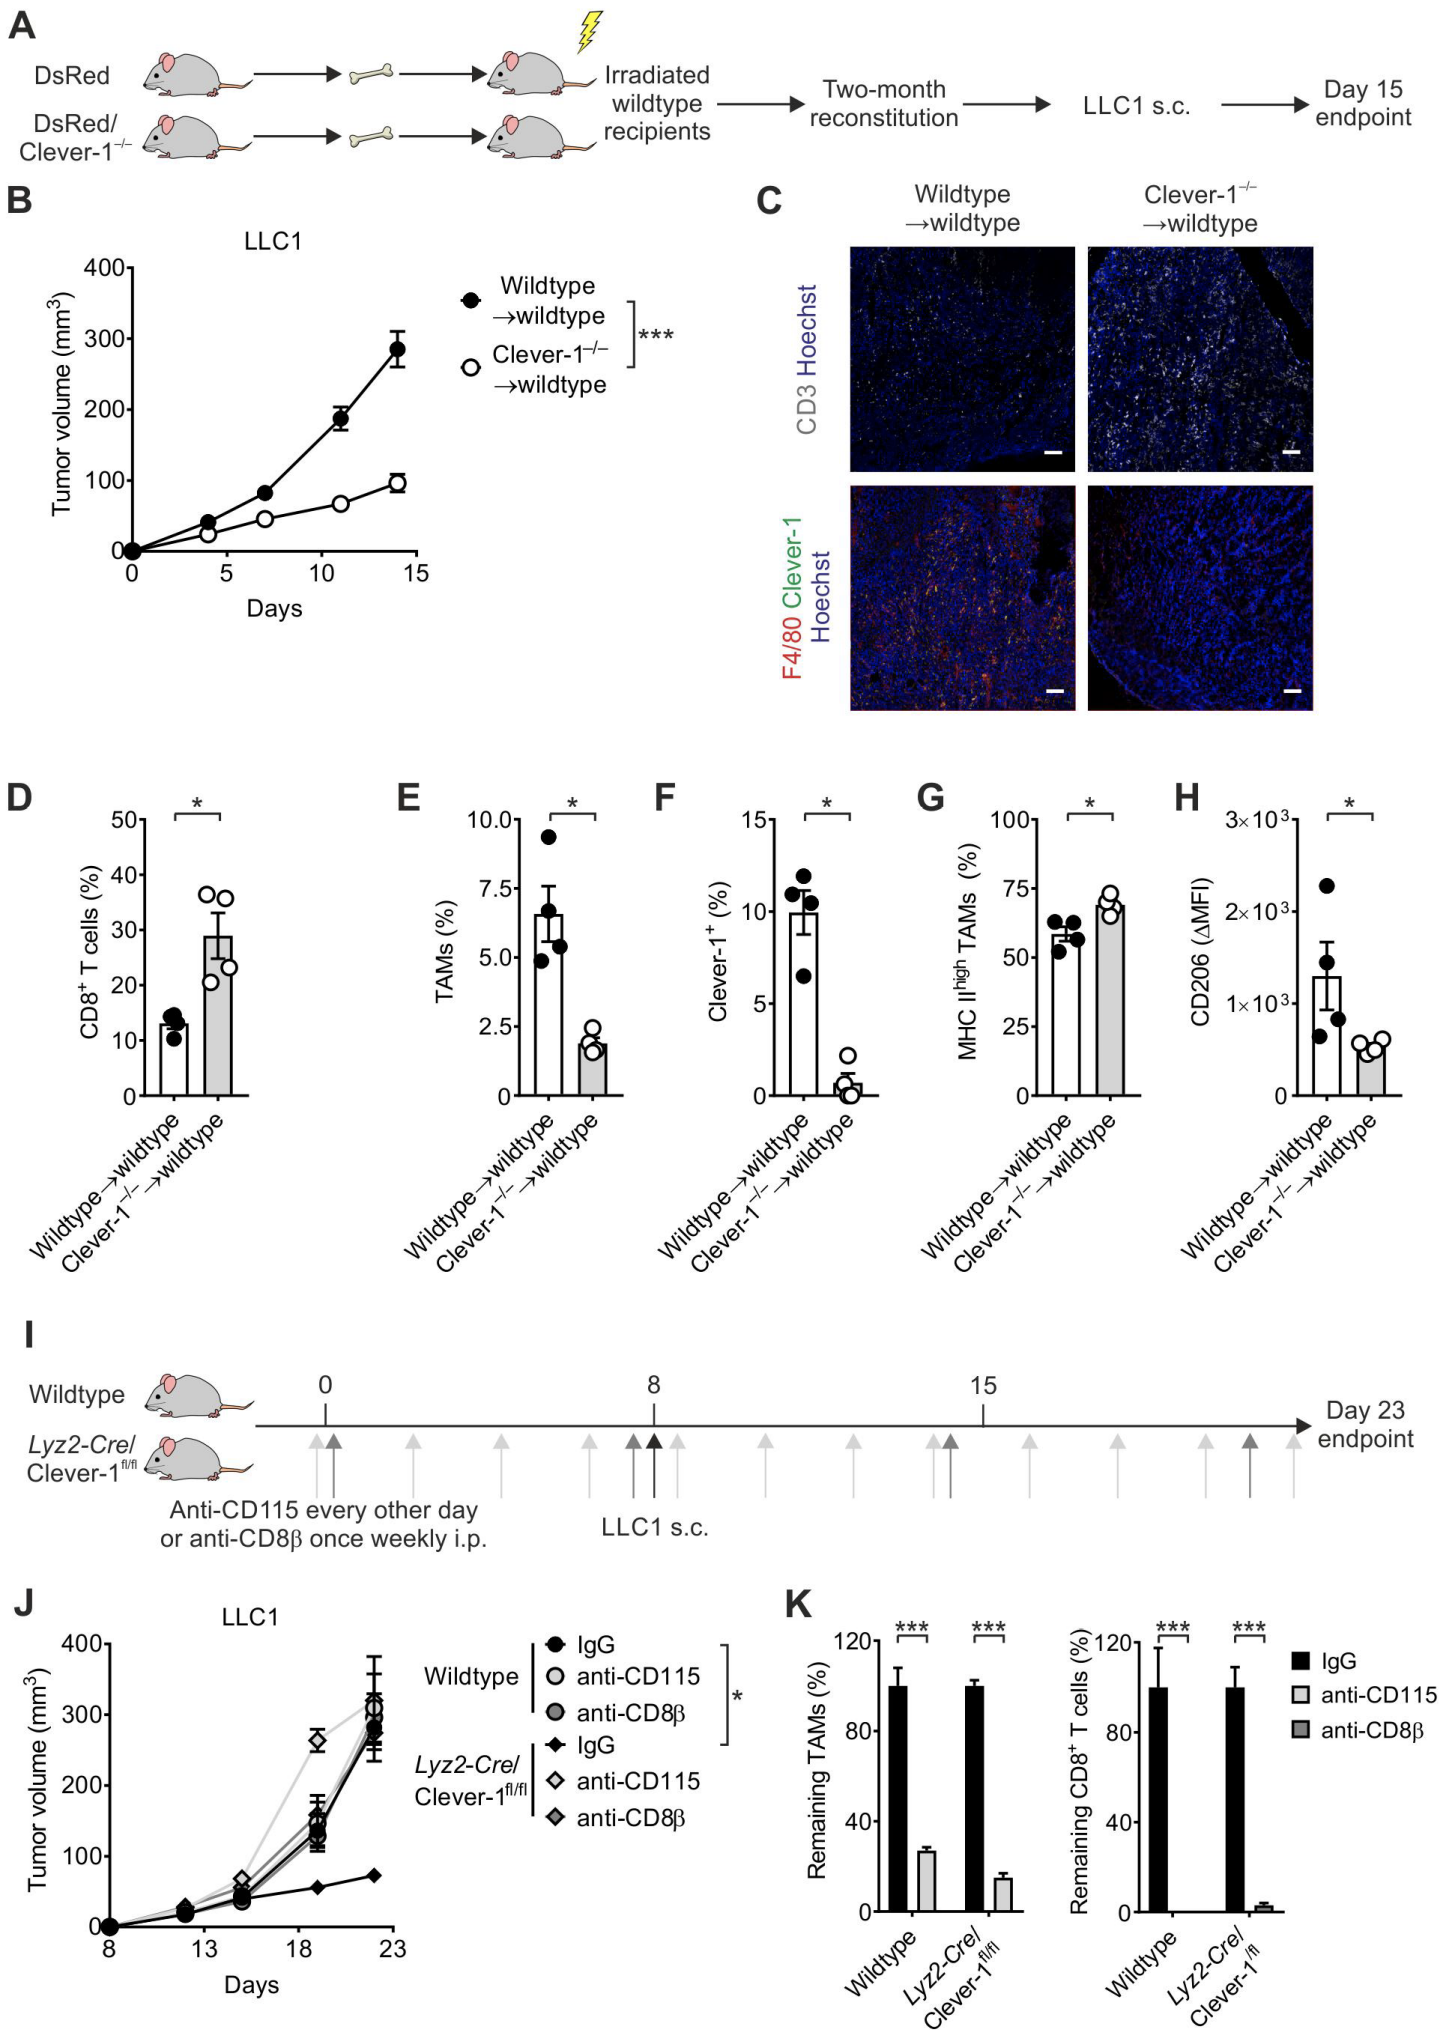 A
DsRed
DsRed/
Clever-1⁻/⁻
Irradiated
wildtype
recipients
Two-month
reconstitution
LLC1 s.c.
Day 15
endpoint
B
LLC1
Tumor volume (mm³)
400
300
200
100
0
0 5 10 15
Days
Wildtype
→wildtype
Clever-1⁻/⁻
→wildtype
***
C
Wildtype
→wildtype
Clever-1⁻/⁻
→wildtype
CD3 Hoechst
F4/80 Clever-1
Hoechst
D
CD8⁺ T cells (%)
50
40
30
20
10
0
*
Wildtype→wildtype
Clever-1⁻/⁻→wildtype
E
TAMs (%)
10.0
7.5
5.0
2.5
0
*
Wildtype→wildtype
Clever-1⁻/⁻→wildtype
F
Clever-1⁺ (%)
15
10
5
0
*
Wildtype→wildtype
Clever-1⁻/⁻→wildtype
G
MHC IIʰⁱᵍʰ TAMs (%)
100
75
50
25
0
*
Wildtype→wildtype
Clever-1⁻/⁻→wildtype
H
CD206 (ΔMFI)
3×10³
2×10³
1×10³
0
*
Wildtype→wildtype
Clever-1⁻/⁻→wildtype
I
Wildtype
Lyz2-Cre/
Clever-1ᶠˡ/ᶠˡ
0 8 15
Day 23
endpoint
Anti-CD115 every other day
or anti-CD8β once weekly i.p.
LLC1 s.c.
J
LLC1
Tumor volume (mm³)
400
300
200
100
0
8 13 18 23
Days
Wildtype
IgG
anti-CD115
anti-CD8β
Lyz2-Cre/
Clever-1ᶠˡ/ᶠˡ
IgG
anti-CD115
anti-CD8β
*
K
Remaining TAMs (%)
120
80
40
0
*** ***
Wildtype
Lyz2-Cre/
Clever-1ᶠˡ/ᶠˡ
Remaining CD8⁺ T cells (%)
120
80
40
0
*** ***
Wildtype
Lyz2-Cre/
Clever-1/ᶠˡ
IgG
anti-CD115
anti-CD8β